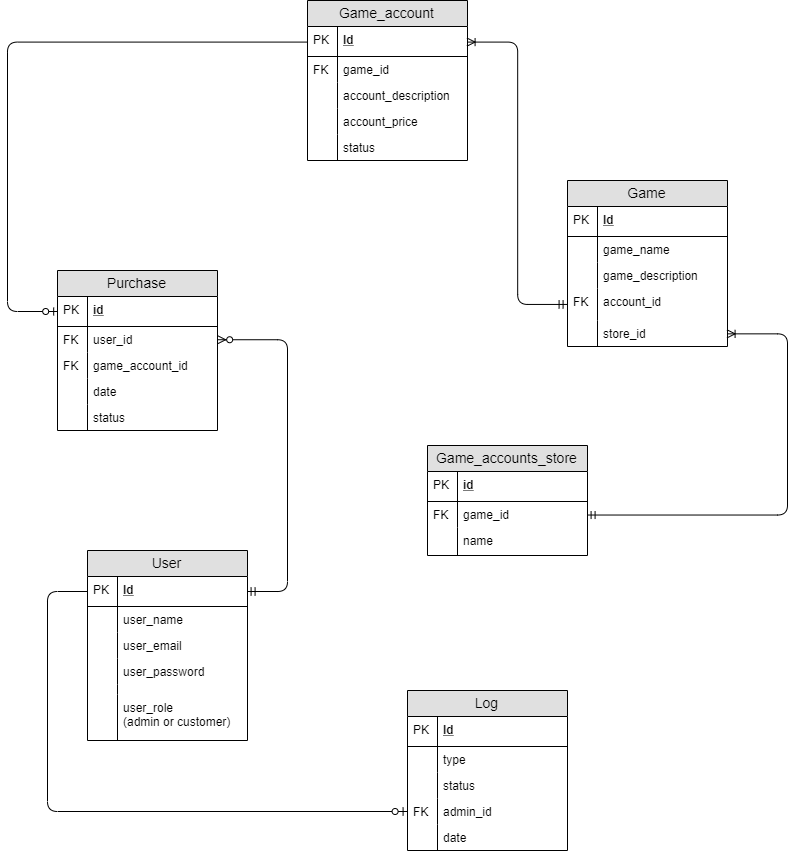 Game_account
PK Id
FK game_id
account_description
account_price
status
Game
PK Id
game_name
game_description
FK account_id
store_id
Purchase
PK id
FK user_id
FK game_account_id
date
status
Game_accounts_store
PK id
FK game_id
name
User
PK Id
user_name
user_email
user_password
user_role
(admin or customer)
Log
PK Id
type
status
FK admin_id
date